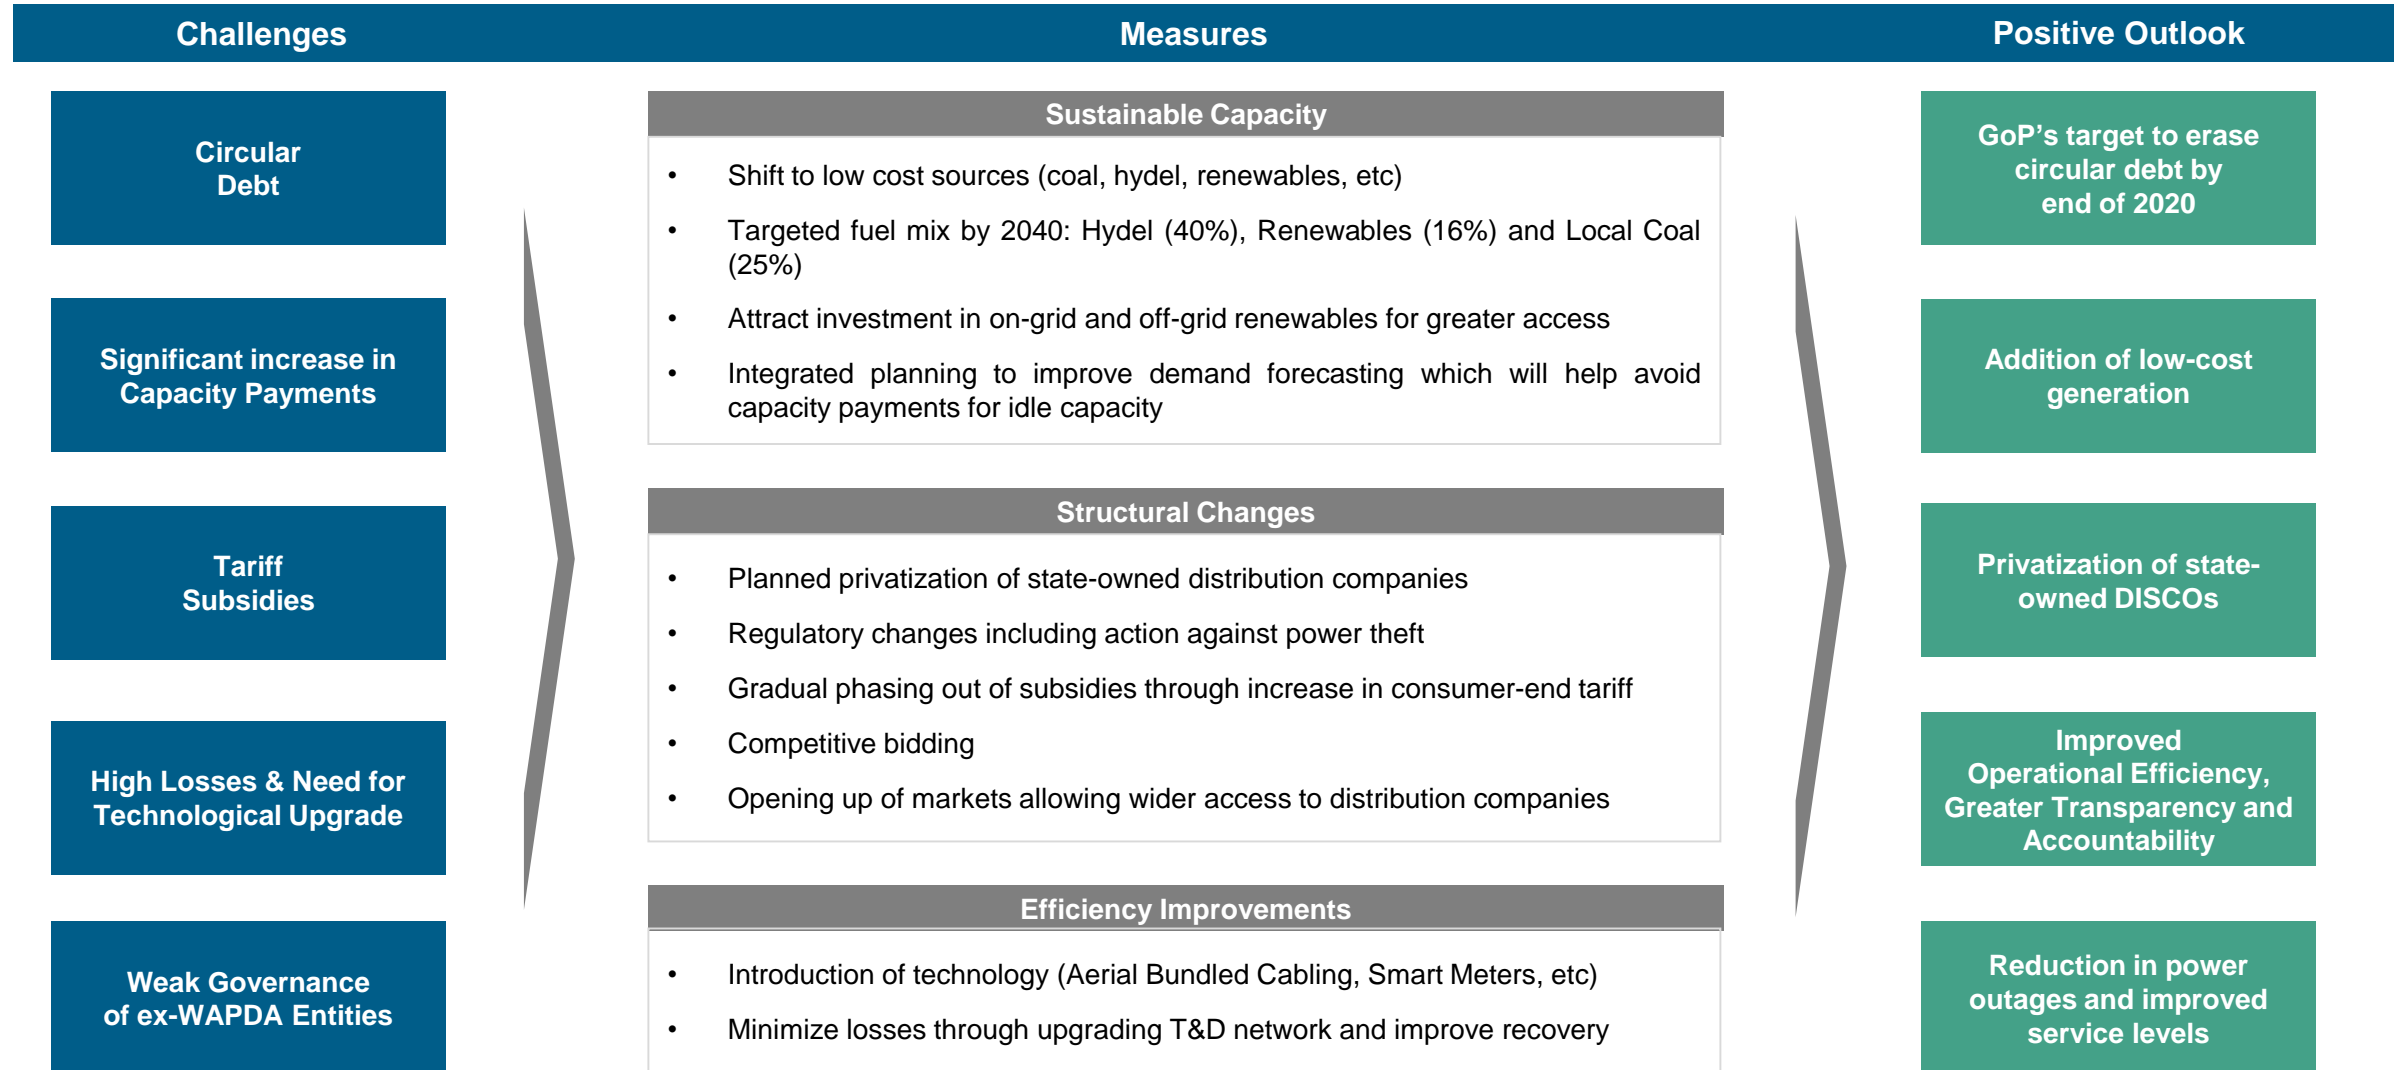 Challenges
Measures
Positive Outlook
Circular
Debt
Significant increase in
Capacity Payments
Tariff
Subsidies
High Losses & Need for
Technological Upgrade
Weak Governance
of ex-WAPDA Entities
Sustainable Capacity
• Shift to low cost sources (coal, hydel, renewables, etc)
• Targeted fuel mix by 2040: Hydel (40%), Renewables (16%) and Local Coal
(25%)
• Attract investment in on-grid and off-grid renewables for greater access
• Integrated planning to improve demand forecasting which will help avoid
capacity payments for idle capacity
Structural Changes
• Planned privatization of state-owned distribution companies
• Regulatory changes including action against power theft
• Gradual phasing out of subsidies through increase in consumer-end tariff
• Competitive bidding
• Opening up of markets allowing wider access to distribution companies
Efficiency Improvements
• Introduction of technology (Aerial Bundled Cabling, Smart Meters, etc)
• Minimize losses through upgrading T&D network and improve recovery
GoP’s target to erase
circular debt by
end of 2020
Addition of low-cost
generation
Privatization of state-
owned DISCOs
Improved
Operational Efficiency,
Greater Transparency and
Accountability
Reduction in power
outages and improved
service levels